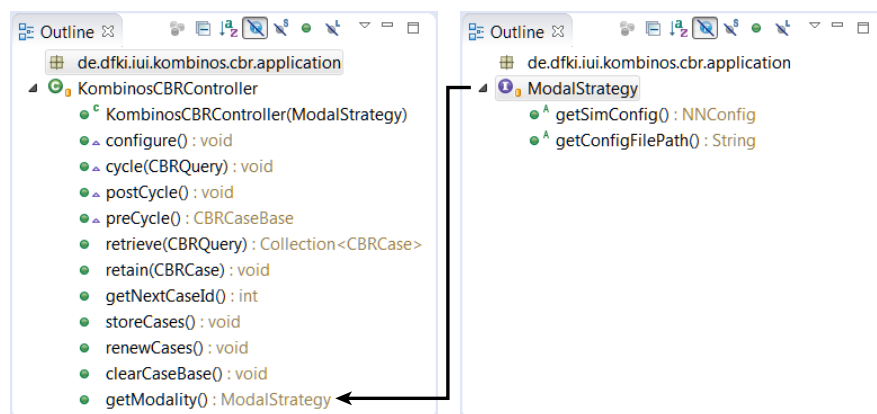 Outline
de.dfki.iui.kombinos.cbr.application
KombinosCBRController
KombinosCBRController(ModalStrategy)
configure() : void
cycle(CBRQuery) : void
postCycle() : void
preCycle() : CBRCaseBase
retrieve(CBRQuery) : Collection<CBRCase>
retain(CBRCase) : void
getNextCaseId() : int
storeCases() : void
renewCases() : void
clearCaseBase() : void
getModality() : ModalStrategy
Outline
de.dfki.iui.kombinos.cbr.application
ModalStrategy
getSimConfig() : NNConfig
getConfigFilePath() : String